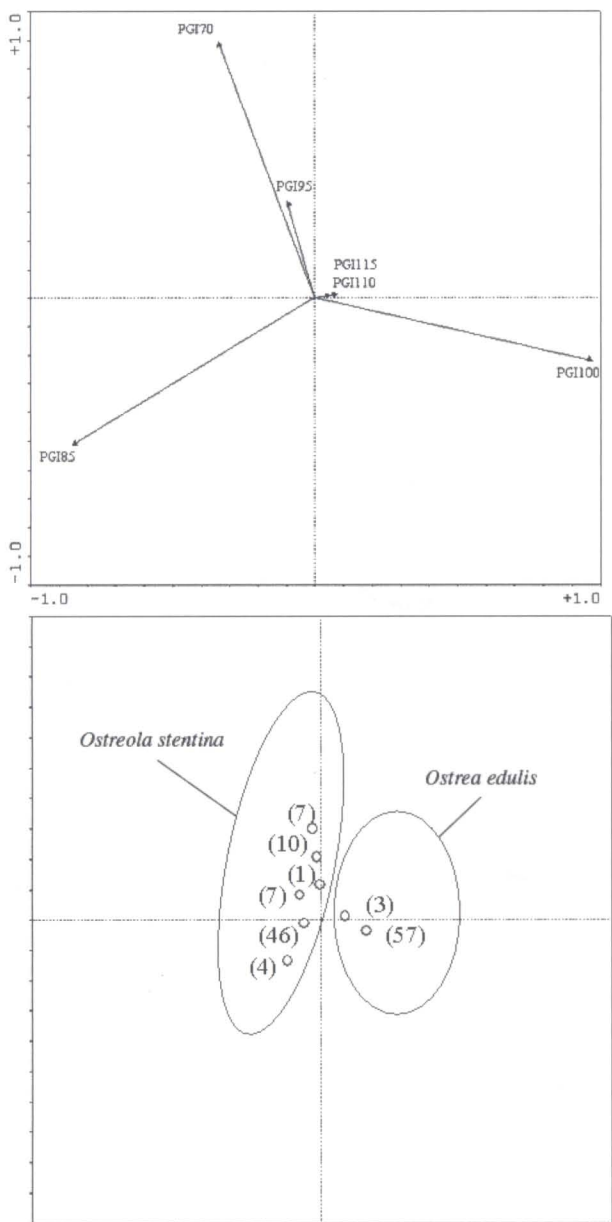 +1.0
PGI70
PGI95
PGI115
PGI110
PGI100
PGI85
-1.0
-1.0
+1.0
Ostreola stentina
Ostrea edulis
(7)
(10)
(1)
(7)
(3)
(46)
(57)
(4)